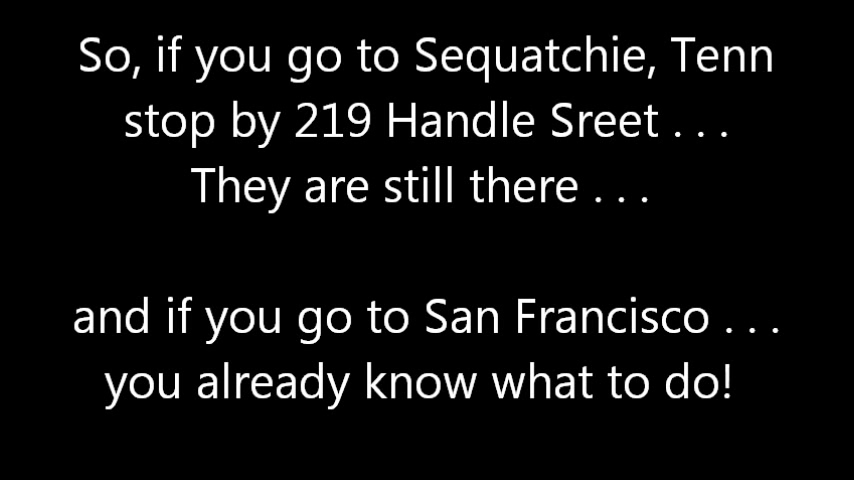 So, if you go to Sequatchie, Tenn
stop by 219 Handle Sreet . . .
They are still there . . .
and if you go to San Francisco . . .
you already know what to do!